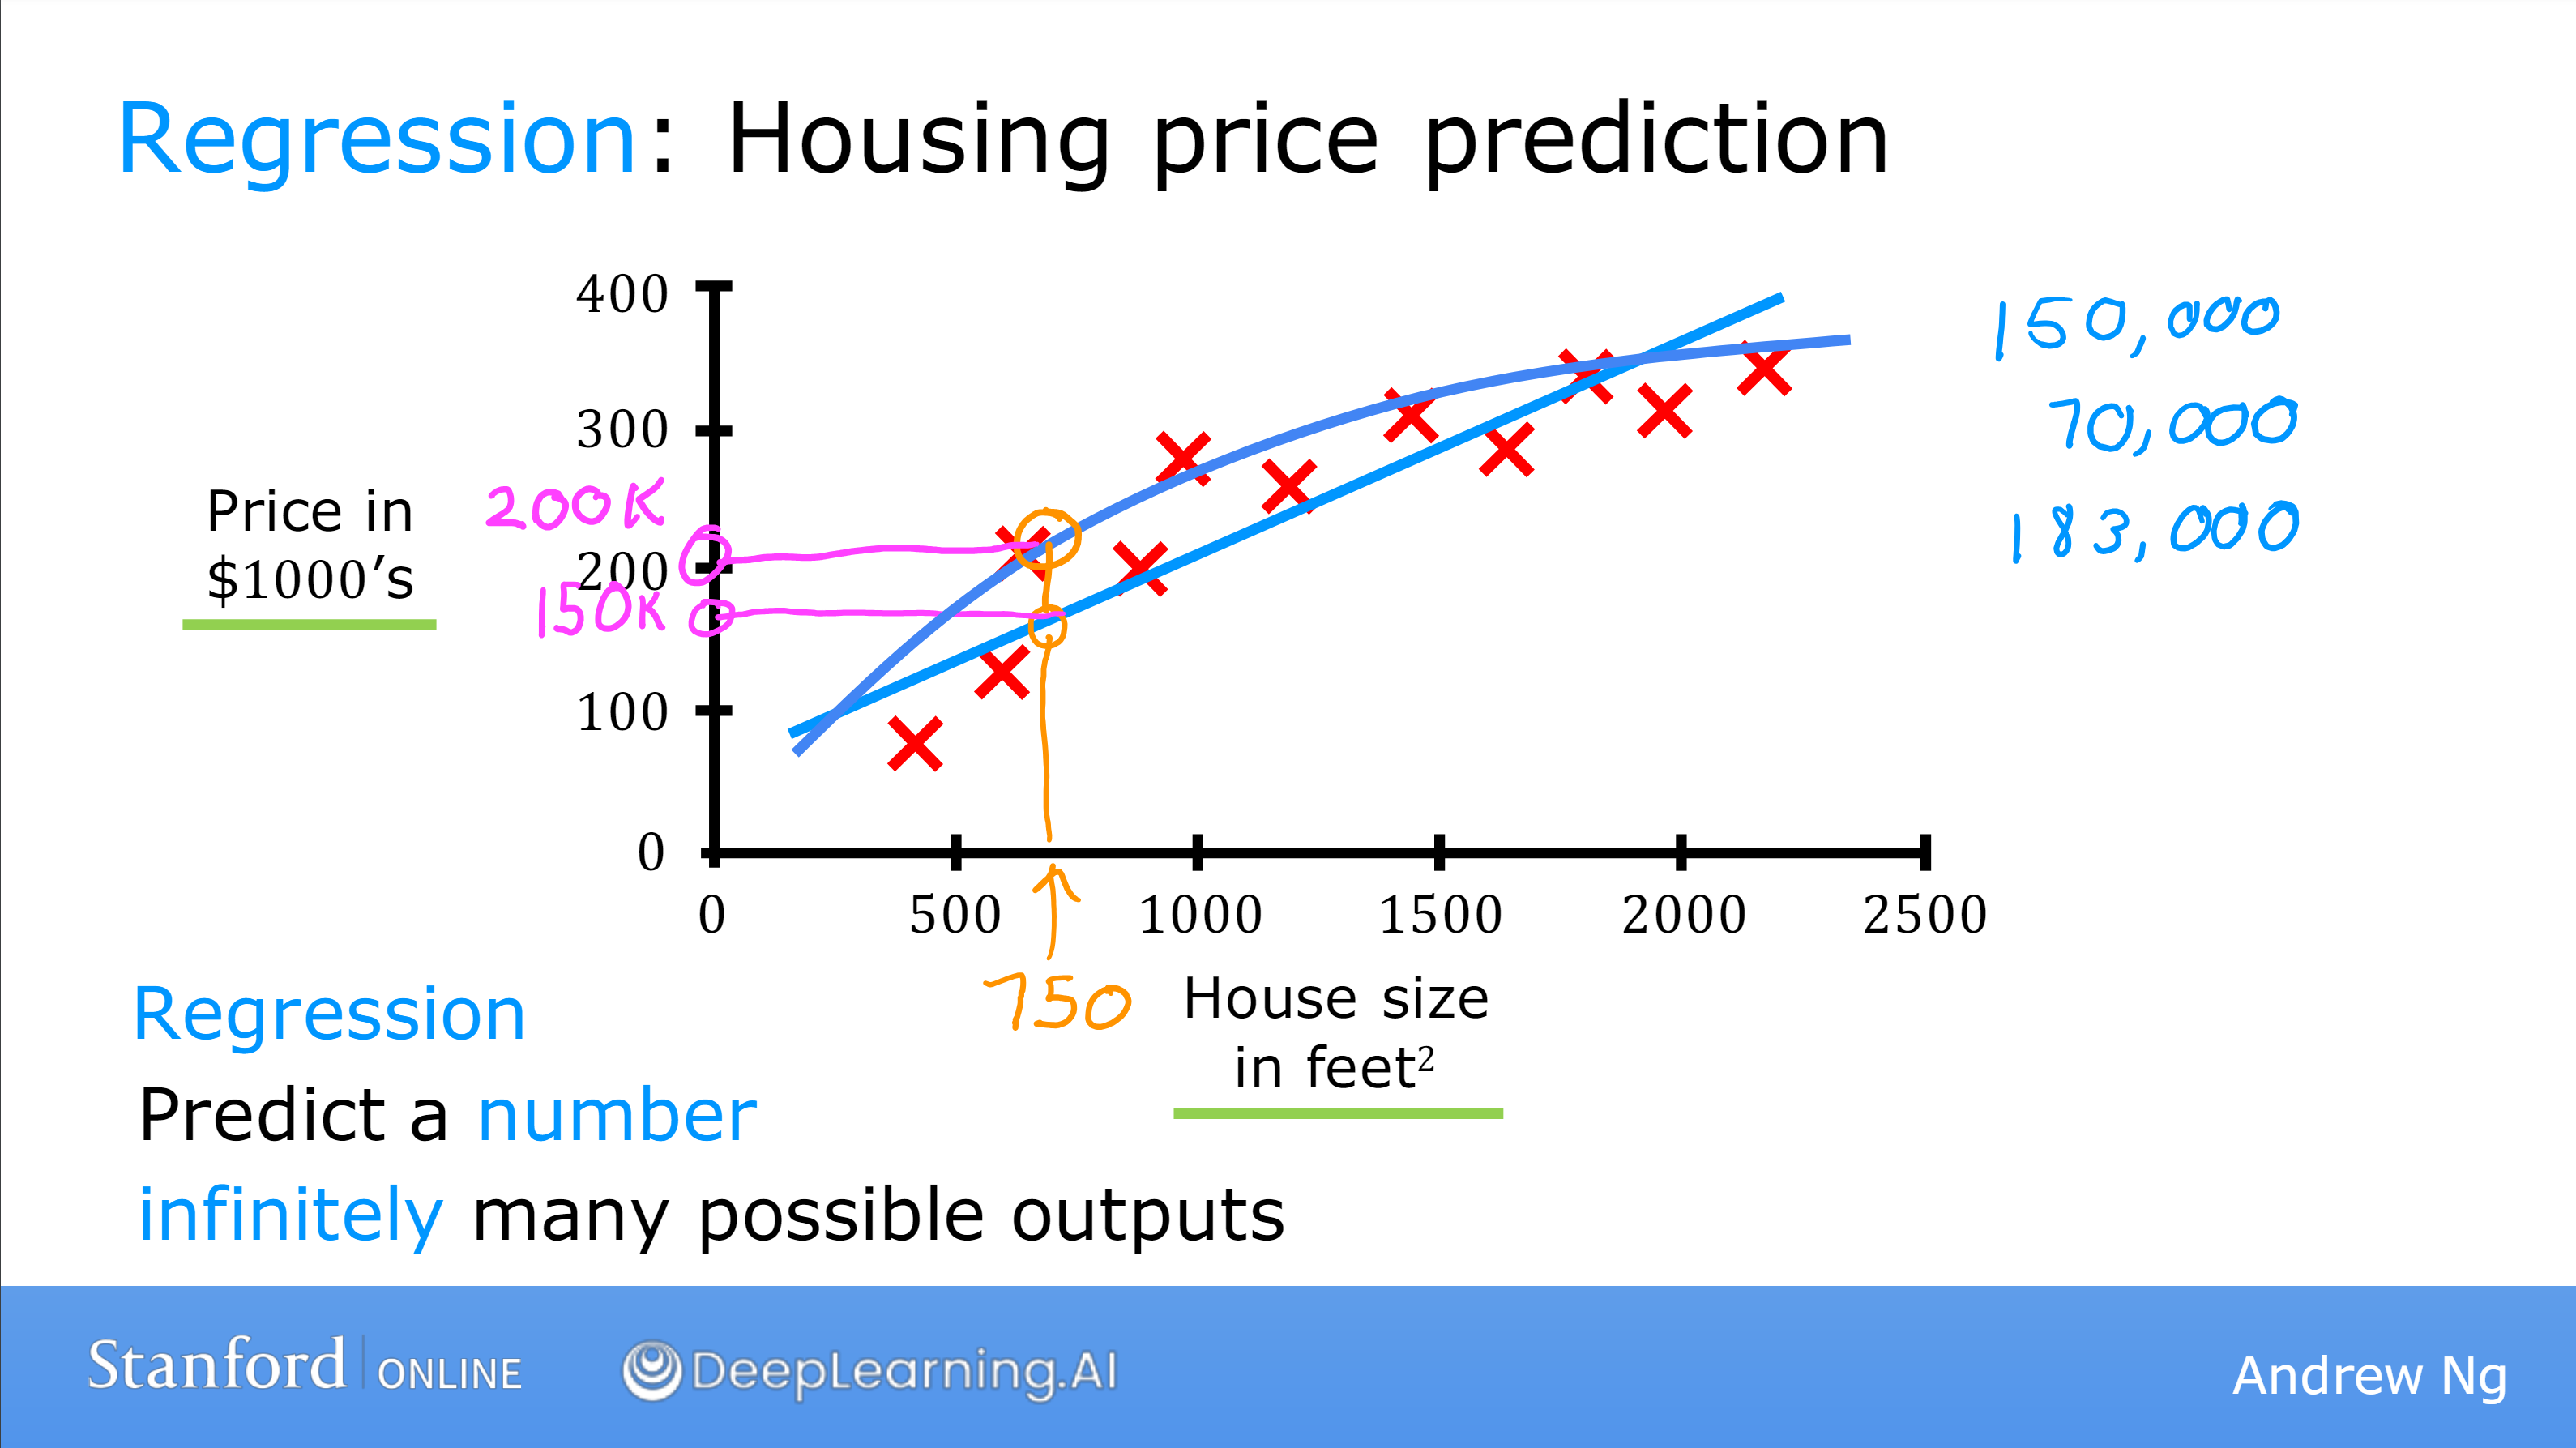 Regression: Housing price prediction
400
300
200
100
0
Price in
$1000's
200K
150K
0 500 1000 1500 2000 2500
750
House size
in feet²
150,000
70,000
183,000
Regression
Predict a number
infinitely many possible outputs
Stanford | ONLINE
DeepLearning.AI
Andrew Ng